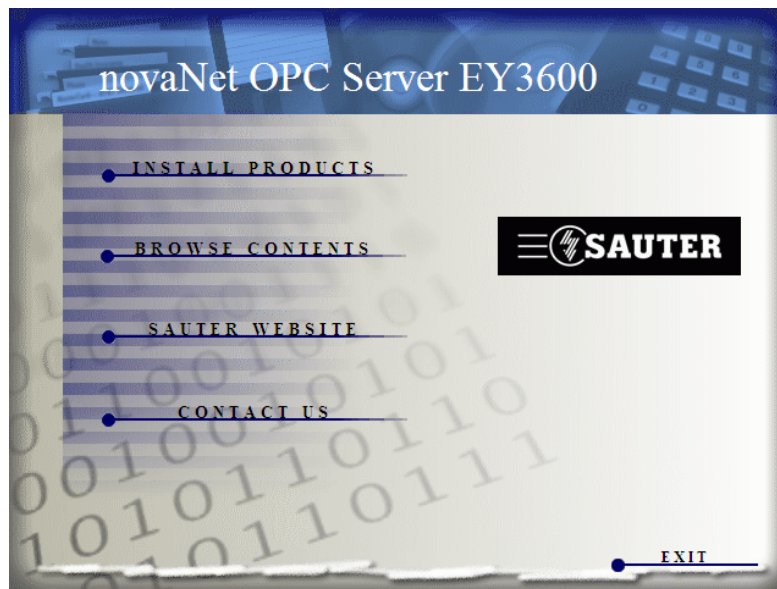 novaNet OPC Server EY3600
INSTALL PRODUCTS
BROWSE CONTENTS
SAUTER
SAUTER WEBSITE
CONTACT US
EXIT